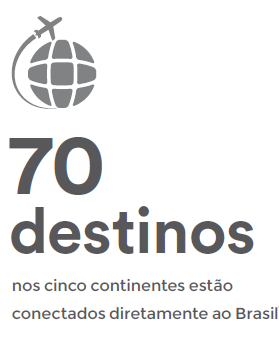 70
destinos
nos cinco continentes estão
conectados diretamente ao Brasil